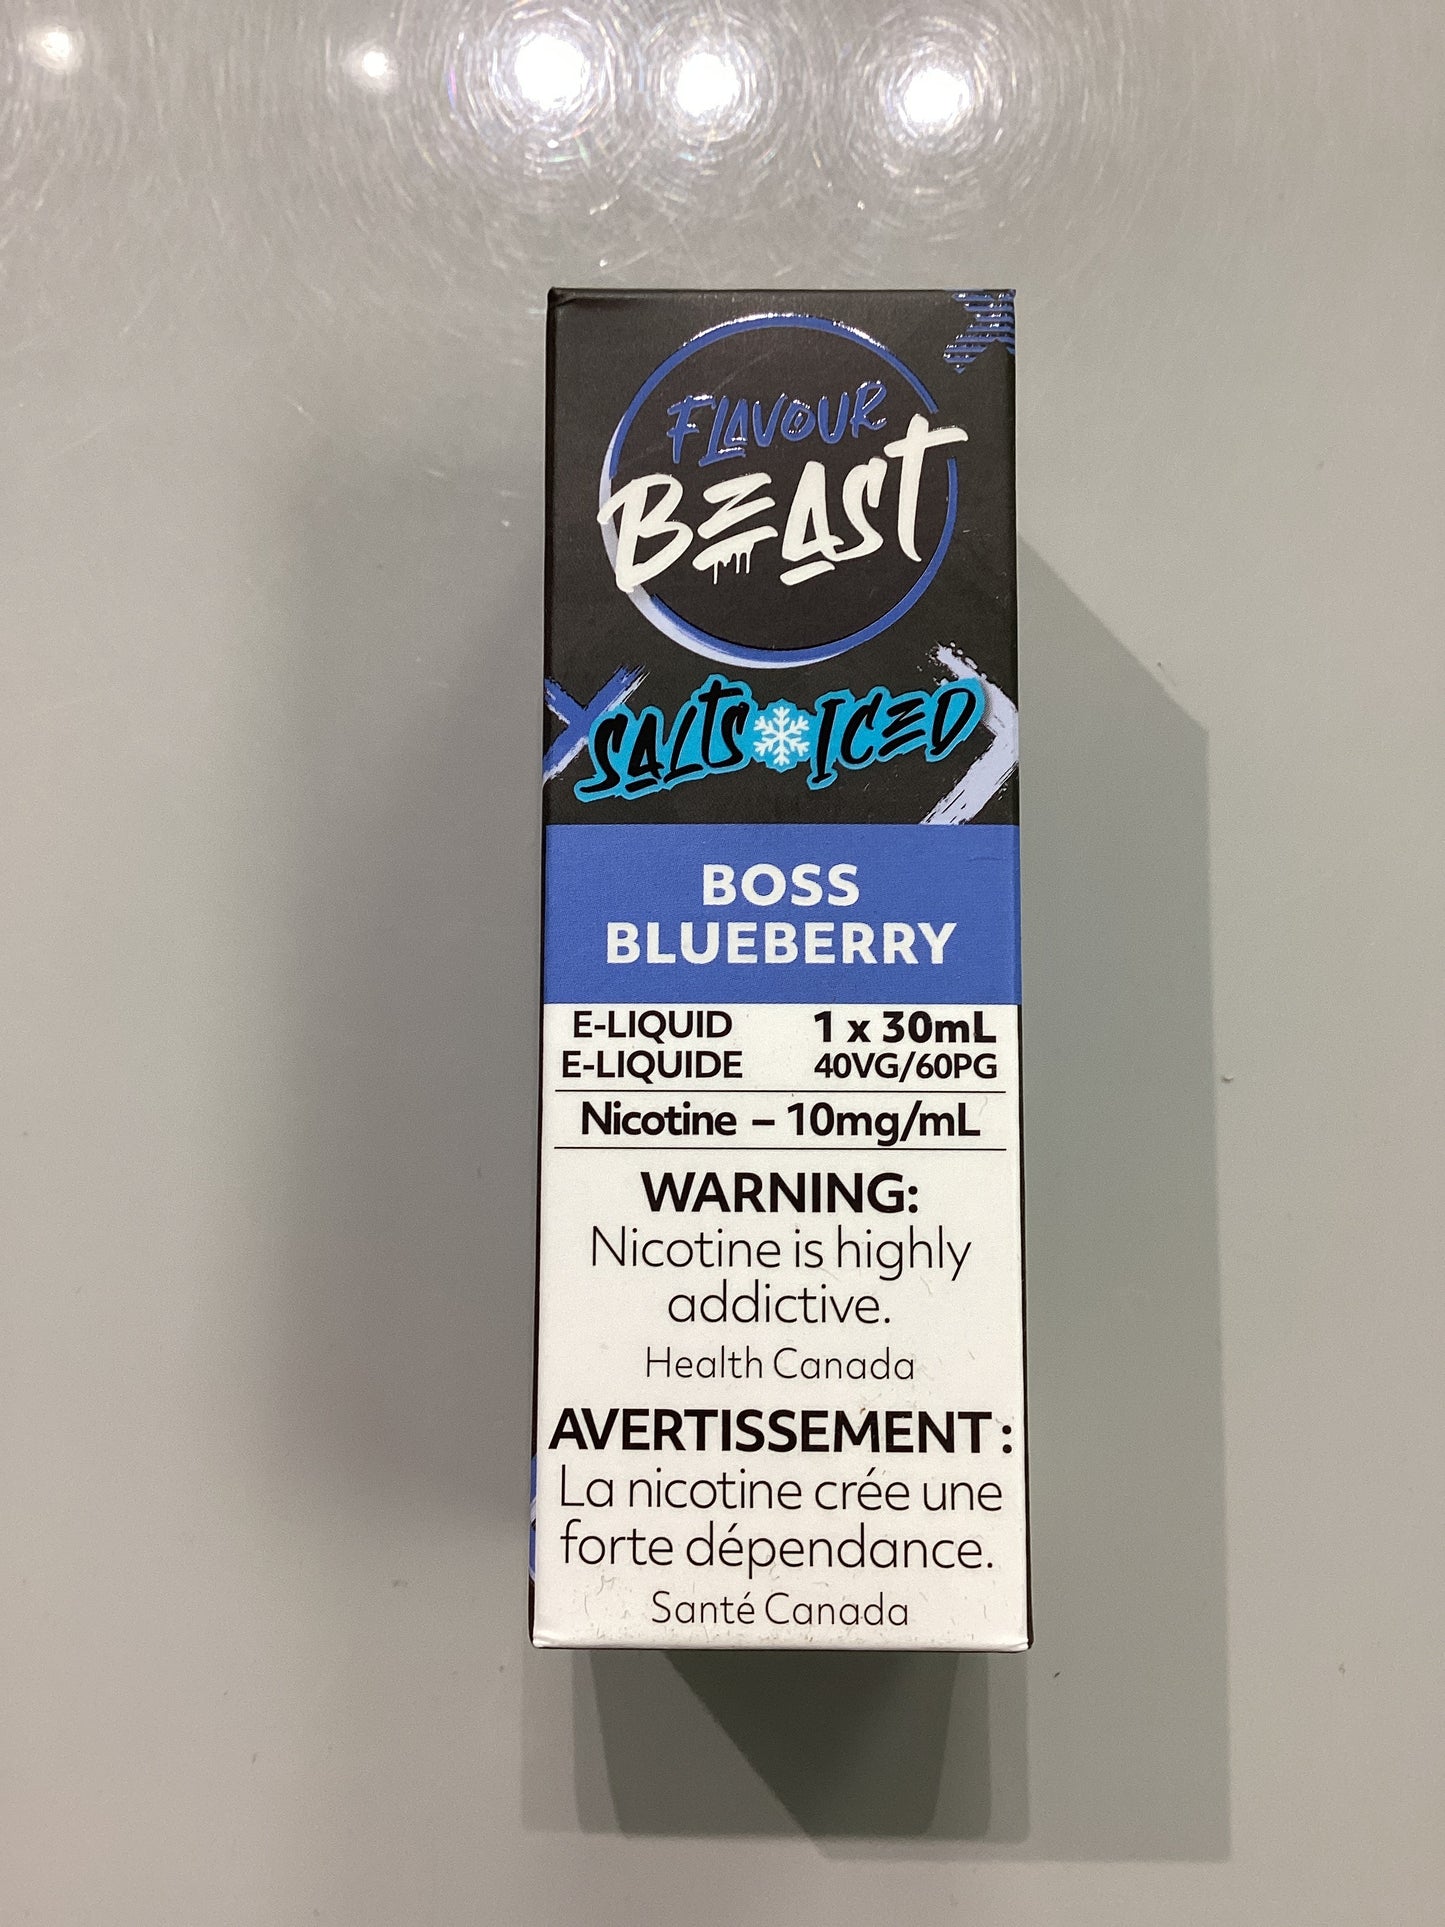 FLAVOUR
BEAST
SALTS ICED
BOSS
BLUEBERRY
E-LIQUID 1 x 30mL
E-LIQUIDE 40VG/60PG
Nicotine – 10mg/mL
WARNING:
Nicotine is highly
addictive.
Health Canada
AVERTISSEMENT :
La nicotine crée une
forte dépendance.
Santé Canada